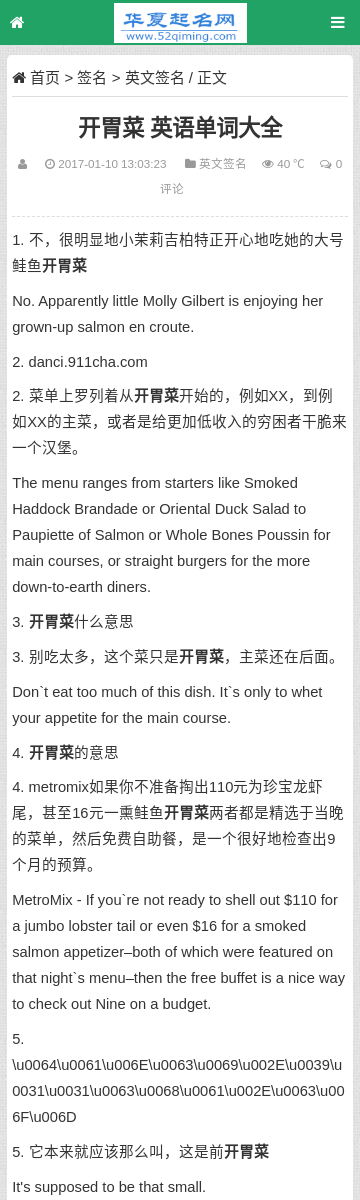 华夏起名网
www.52qiming.com
首页 > 签名 > 英文签名 / 正文
开胃菜 英语单词大全
2017-01-10 13:03:23 英文签名 40 ℃ 0
评论
1. 不，很明显地小茉莉吉柏特正开心地吃她的大号
鲑鱼开胃菜
No. Apparently little Molly Gilbert is enjoying her
grown-up salmon en croute.
2. danci.911cha.com
2. 菜单上罗列着从开胃菜开始的，例如XX，到例
如XX的主菜，或者是给更加低收入的穷困者干脆来
一个汉堡。
The menu ranges from starters like Smoked
Haddock Brandade or Oriental Duck Salad to
Paupiette of Salmon or Whole Bones Poussin for
main courses, or straight burgers for the more
down-to-earth diners.
3. 开胃菜什么意思
3. 别吃太多，这个菜只是开胃菜，主菜还在后面。
Don`t eat too much of this dish. It`s only to whet
your appetite for the main course.
4. 开胃菜的意思
4. metromix如果你不准备掏出110元为珍宝龙虾
尾，甚至16元一熏鲑鱼开胃菜两者都是精选于当晚
的菜单，然后免费自助餐，是一个很好地检查出9
个月的预算。
MetroMix - If you`re not ready to shell out $110 for
a jumbo lobster tail or even $16 for a smoked
salmon appetizer–both of which were featured on
that night`s menu–then the free buffet is a nice way
to check out Nine on a budget.
5.
\u0064\u0061\u006E\u0063\u0069\u002E\u0039\u
0031\u0031\u0063\u0068\u0061\u002E\u0063\u00
6F\u006D
5. 它本来就应该那么叫，这是前开胃菜
It's supposed to be that small.